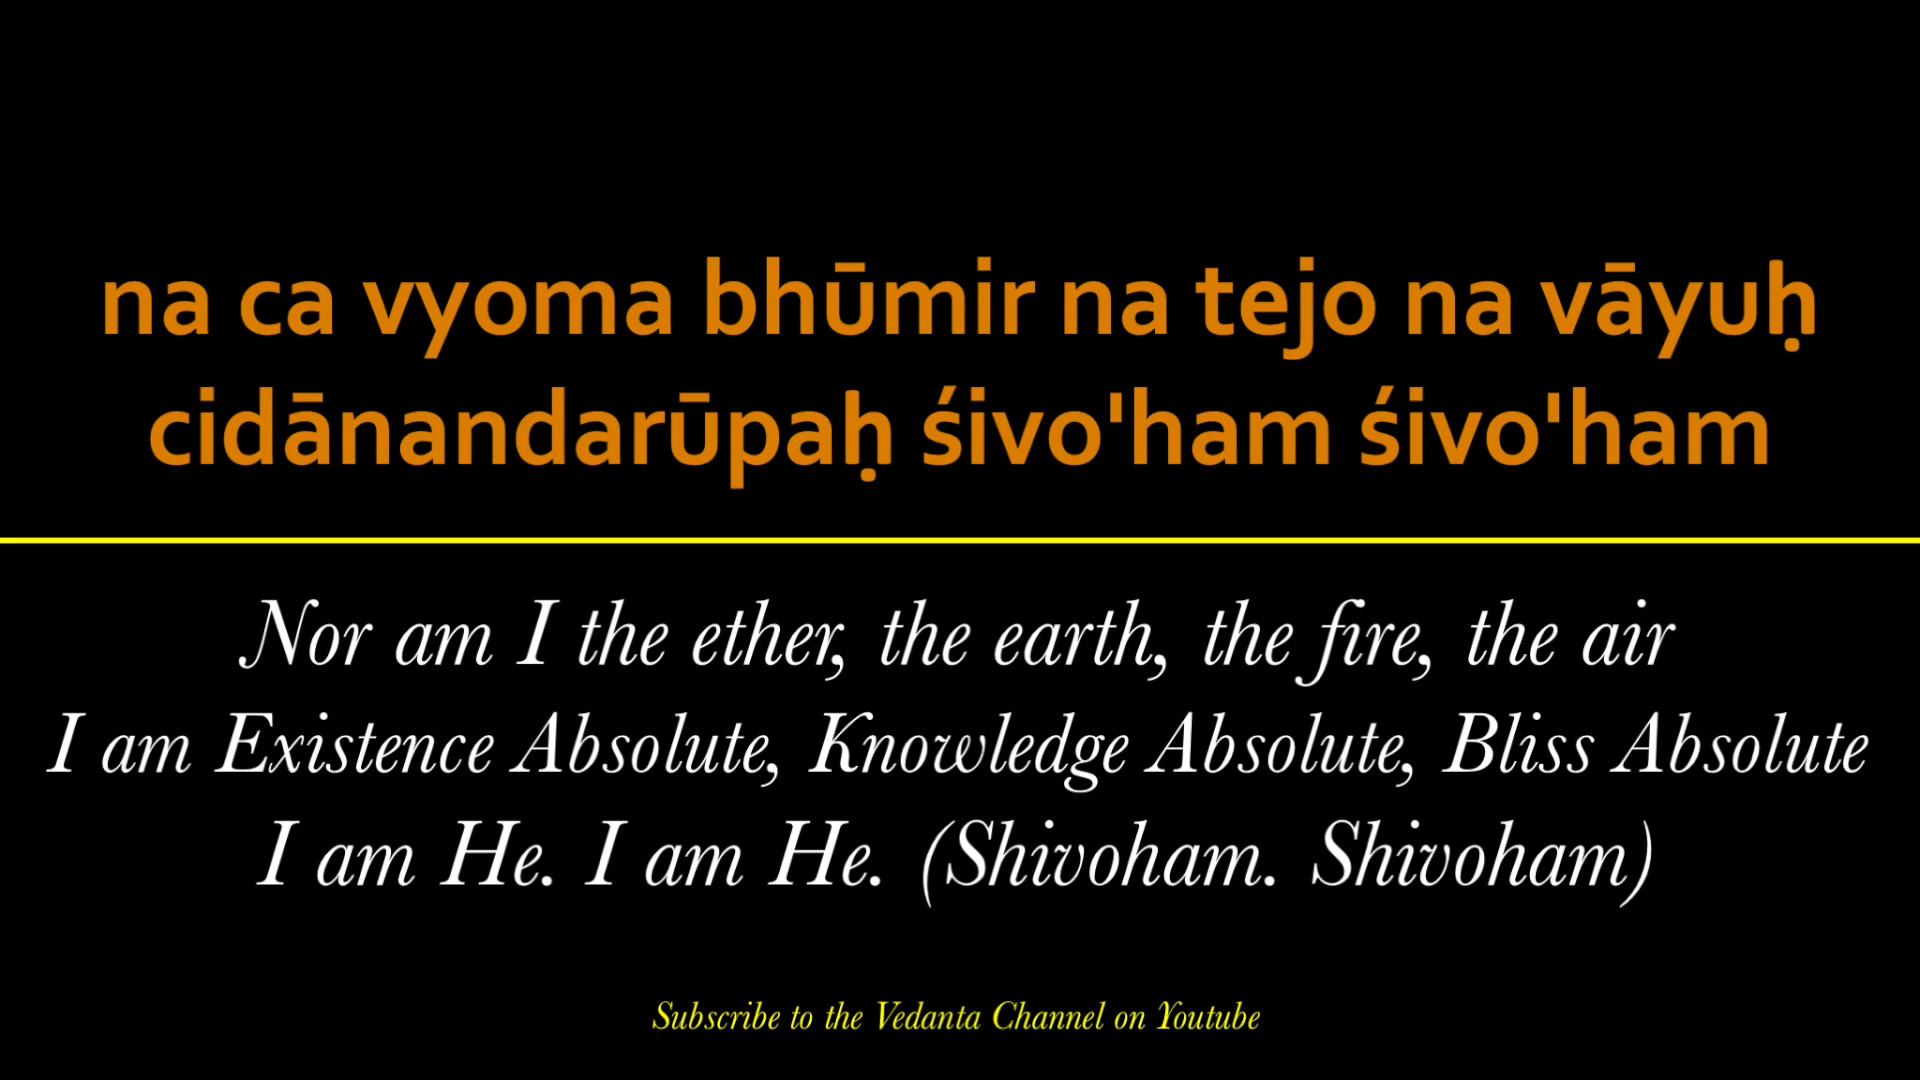 na ca vyoma bhūmir na tejo na vāyuḥ
cidānandarūpaḥ śivo'ham śivo'ham
Nor am I the ether, the earth, the fire, the air
I am Existence Absolute, Knowledge Absolute, Bliss Absolute
I am He. I am He. (Shivoham. Shivoham)
Subscribe to the Vedanta Channel on Youtube